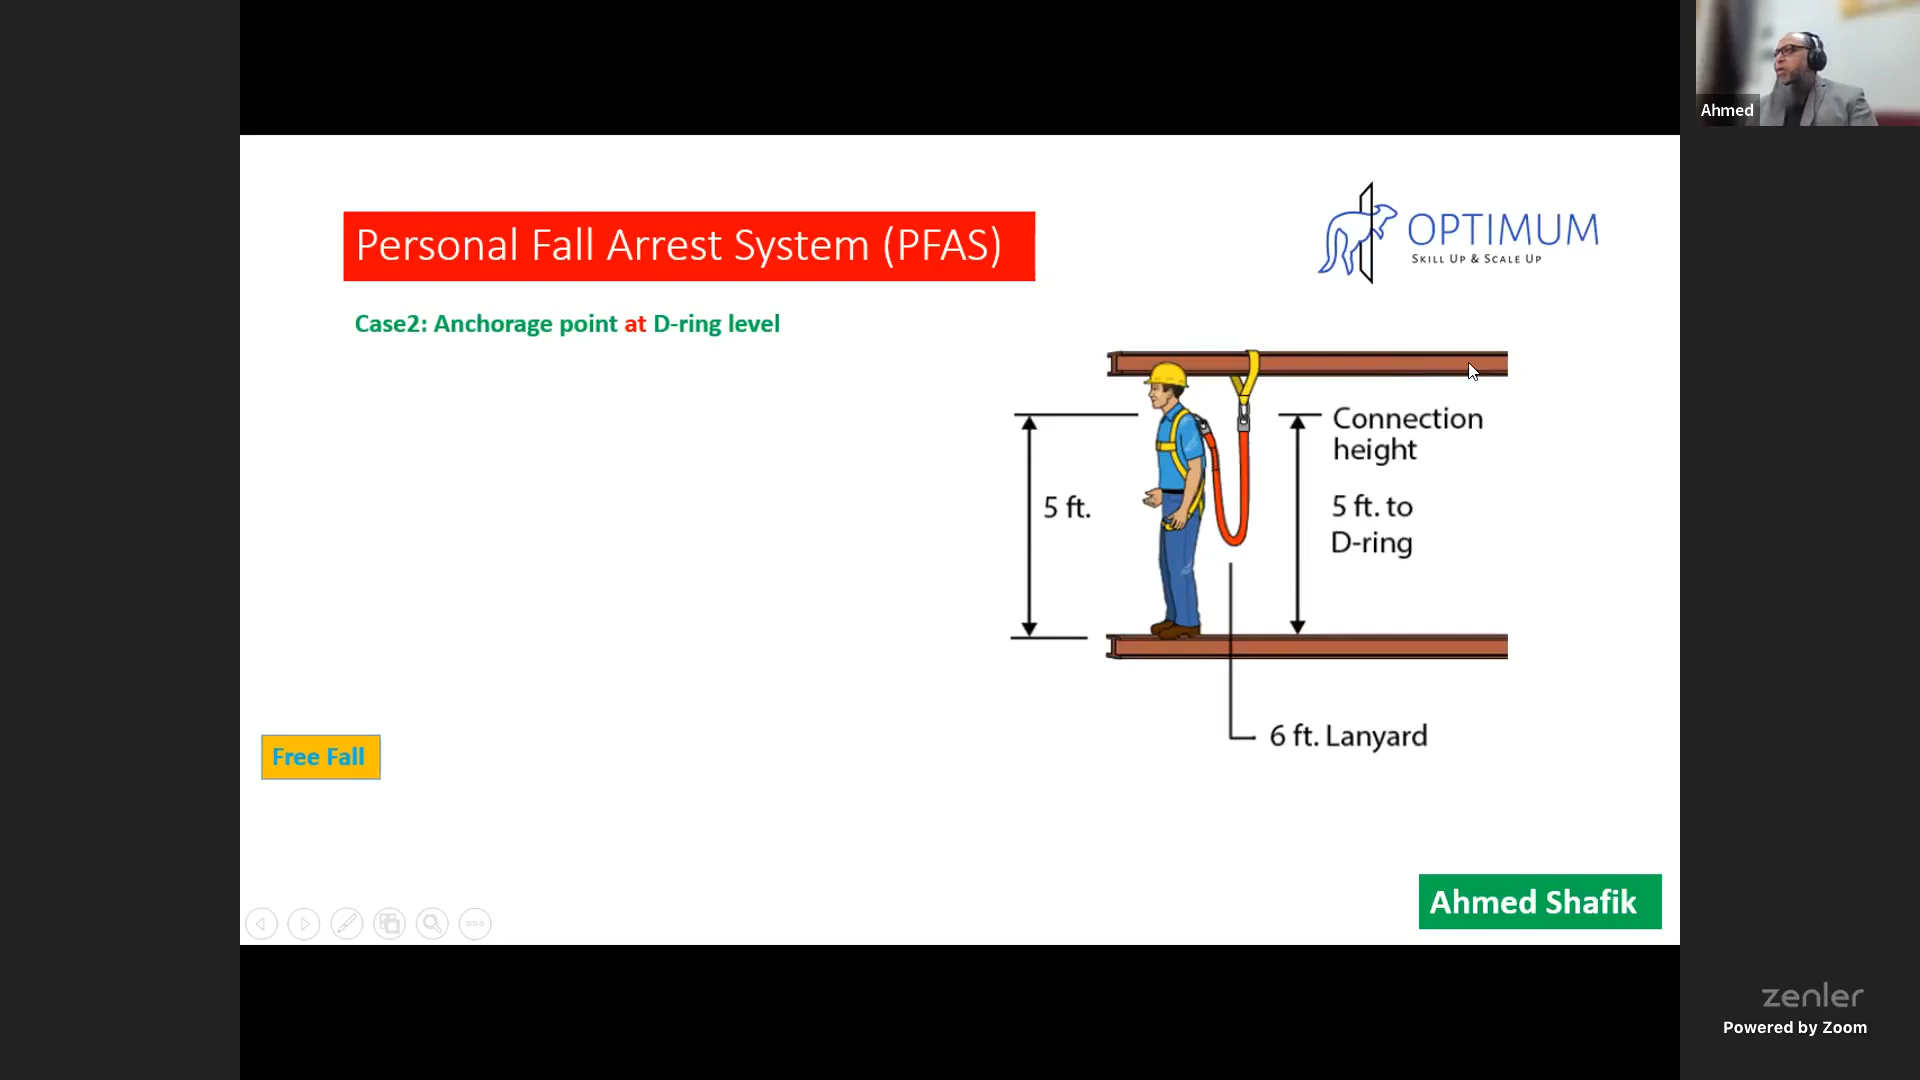 Ahmed
Personal Fall Arrest System (PFAS)
OPTIMUM
SKILL UP & SCALE UP
Case2: Anchorage point at D-ring level
Connection
height
5 ft.
5 ft. to
D-ring
6 ft. Lanyard
Free Fall
Ahmed Shafik
zenler
Powered by Zoom